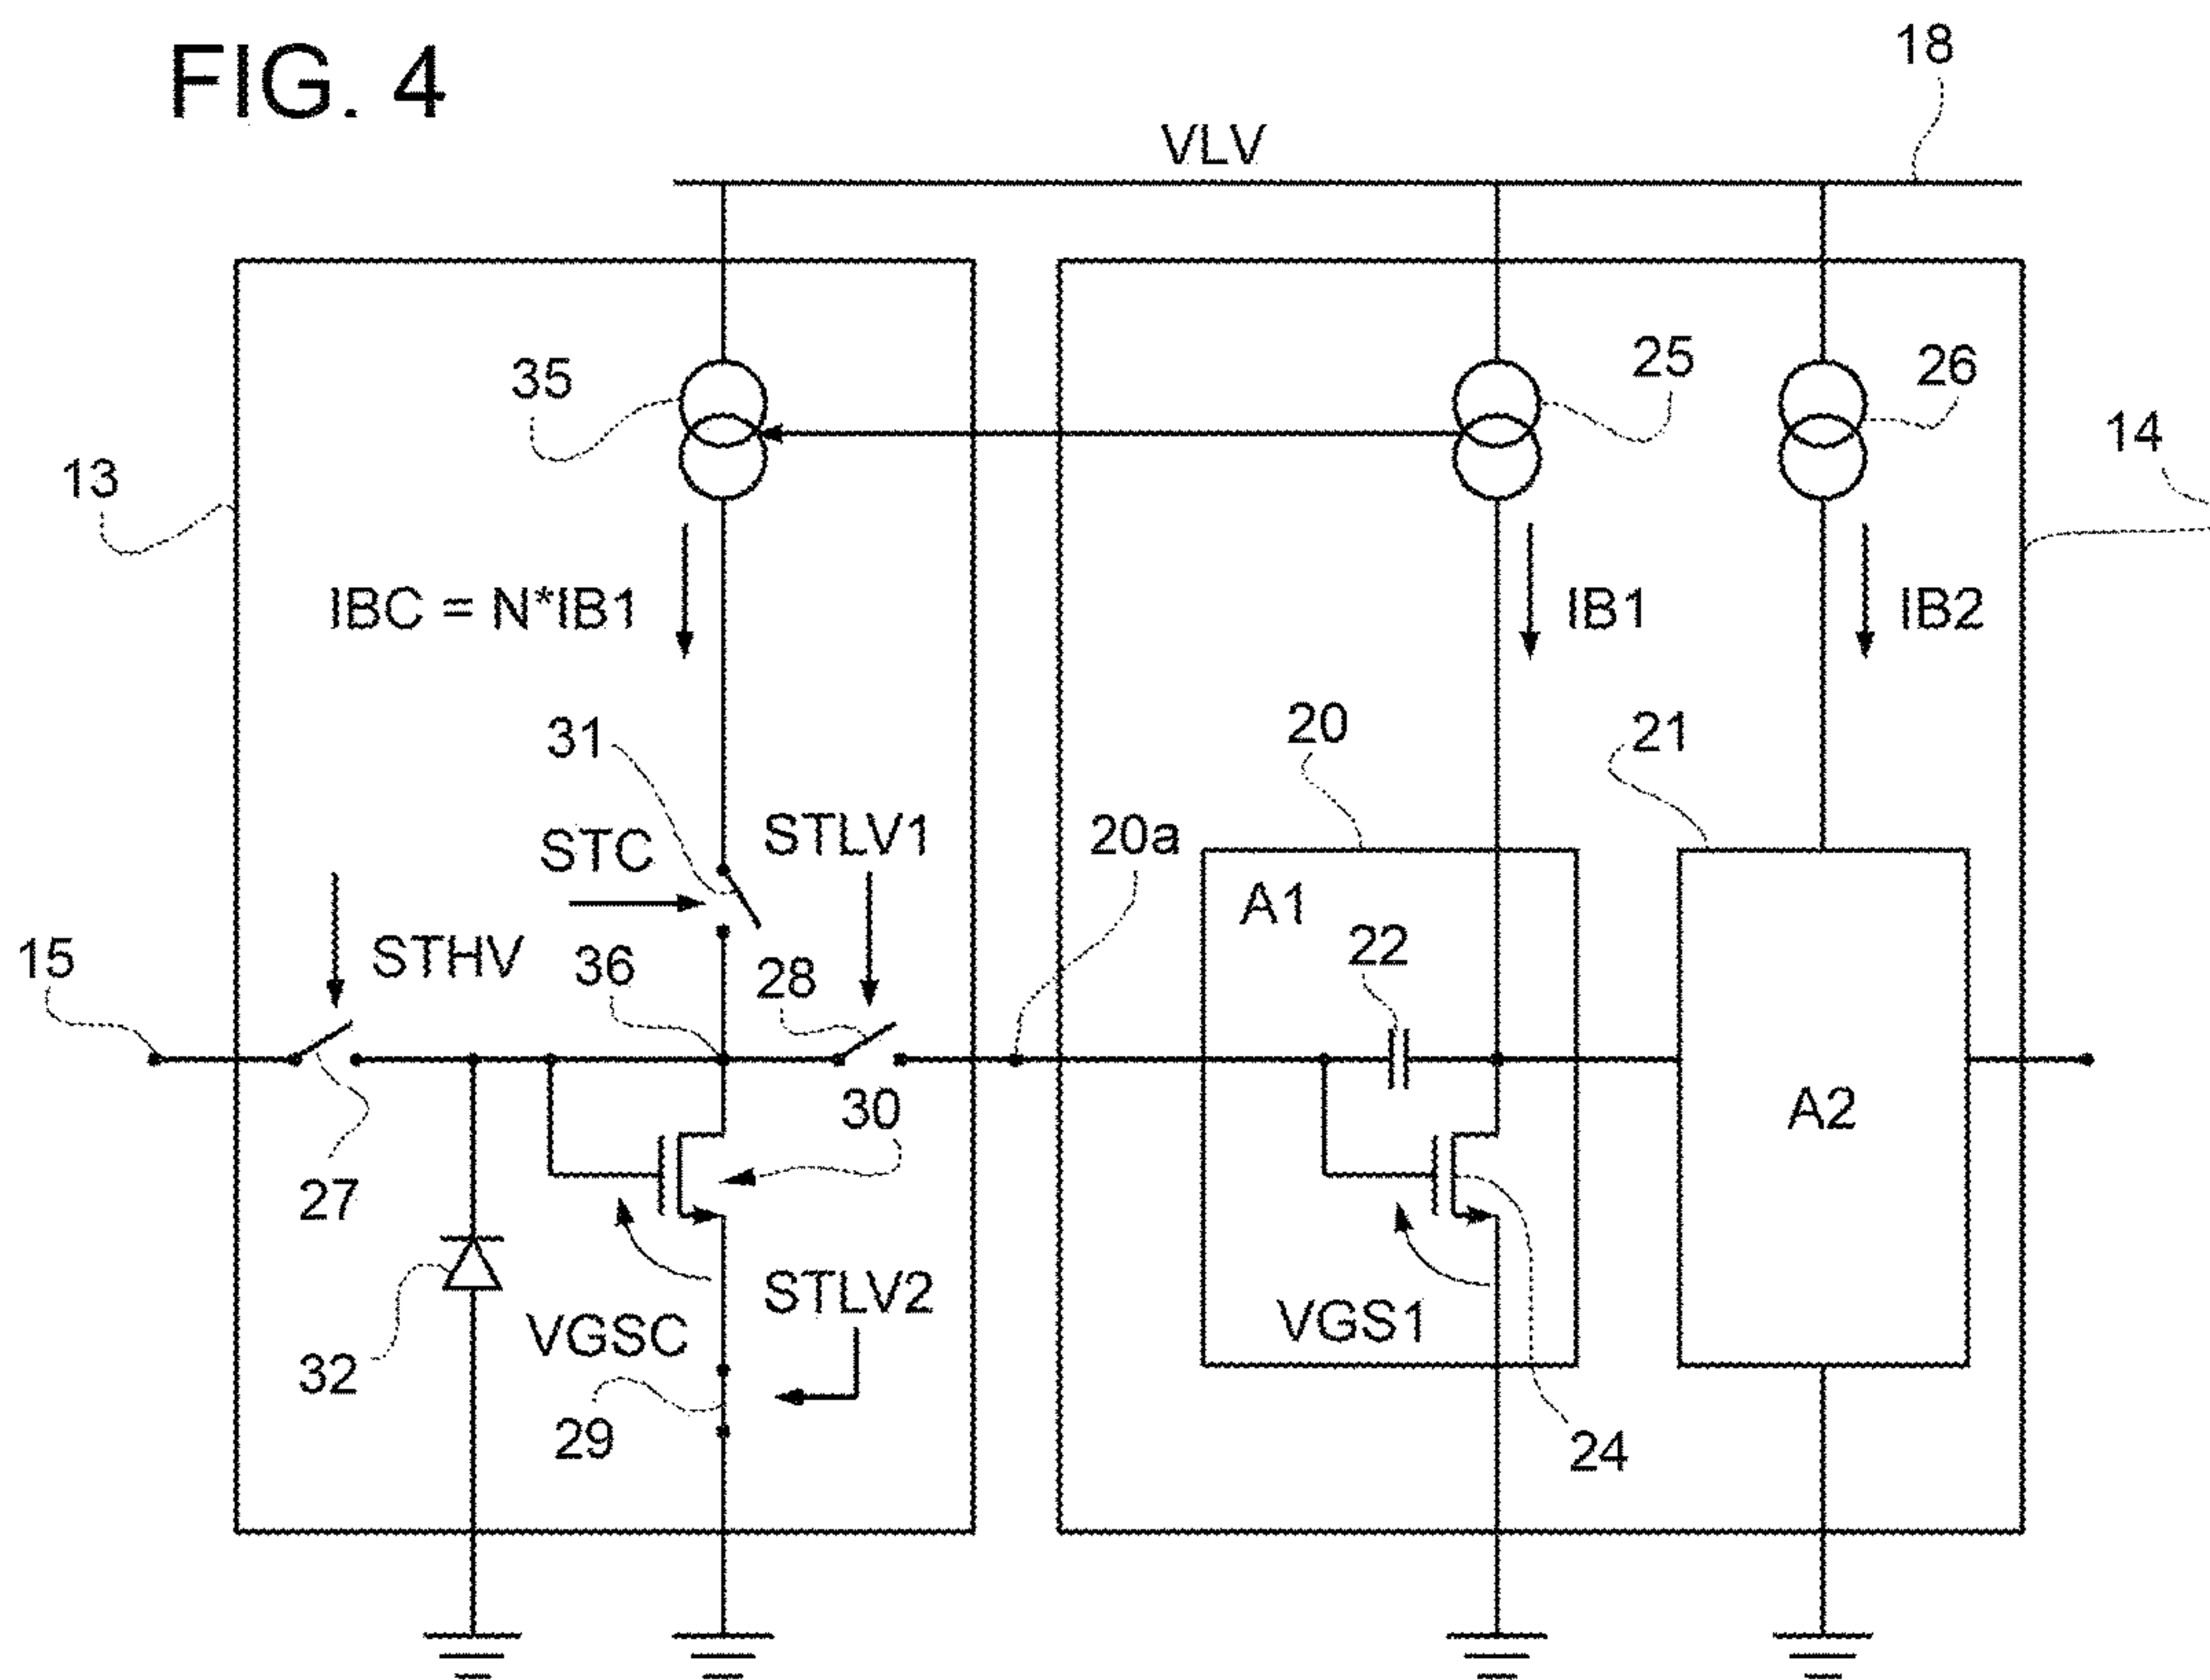 FIG. 4
18
VLV
35
25
26
14
13
IBC = N*IB1
IB1
IB2
31
20
21
STC
STLV1
20a
A1
15
STHV
36
28
22
30
A2
27
STLV2
VGSC
VGS1
32
29
24